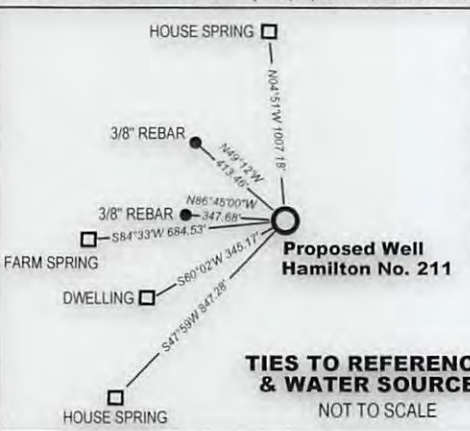 HOUSE SPRING
N04°51'W 1007.18'
3/8" REBAR
N49°12'W
413.46'
N86°45'00"W
3/8" REBAR
347.68'
S84°33'W 684.53'
FARM SPRING
Proposed Well
Hamilton No. 211
DWELLING
S60°02'W 345.17'
S47°59'W 847.28'
TIES TO REFERENC
& WATER SOURCE
NOT TO SCALE
HOUSE SPRING